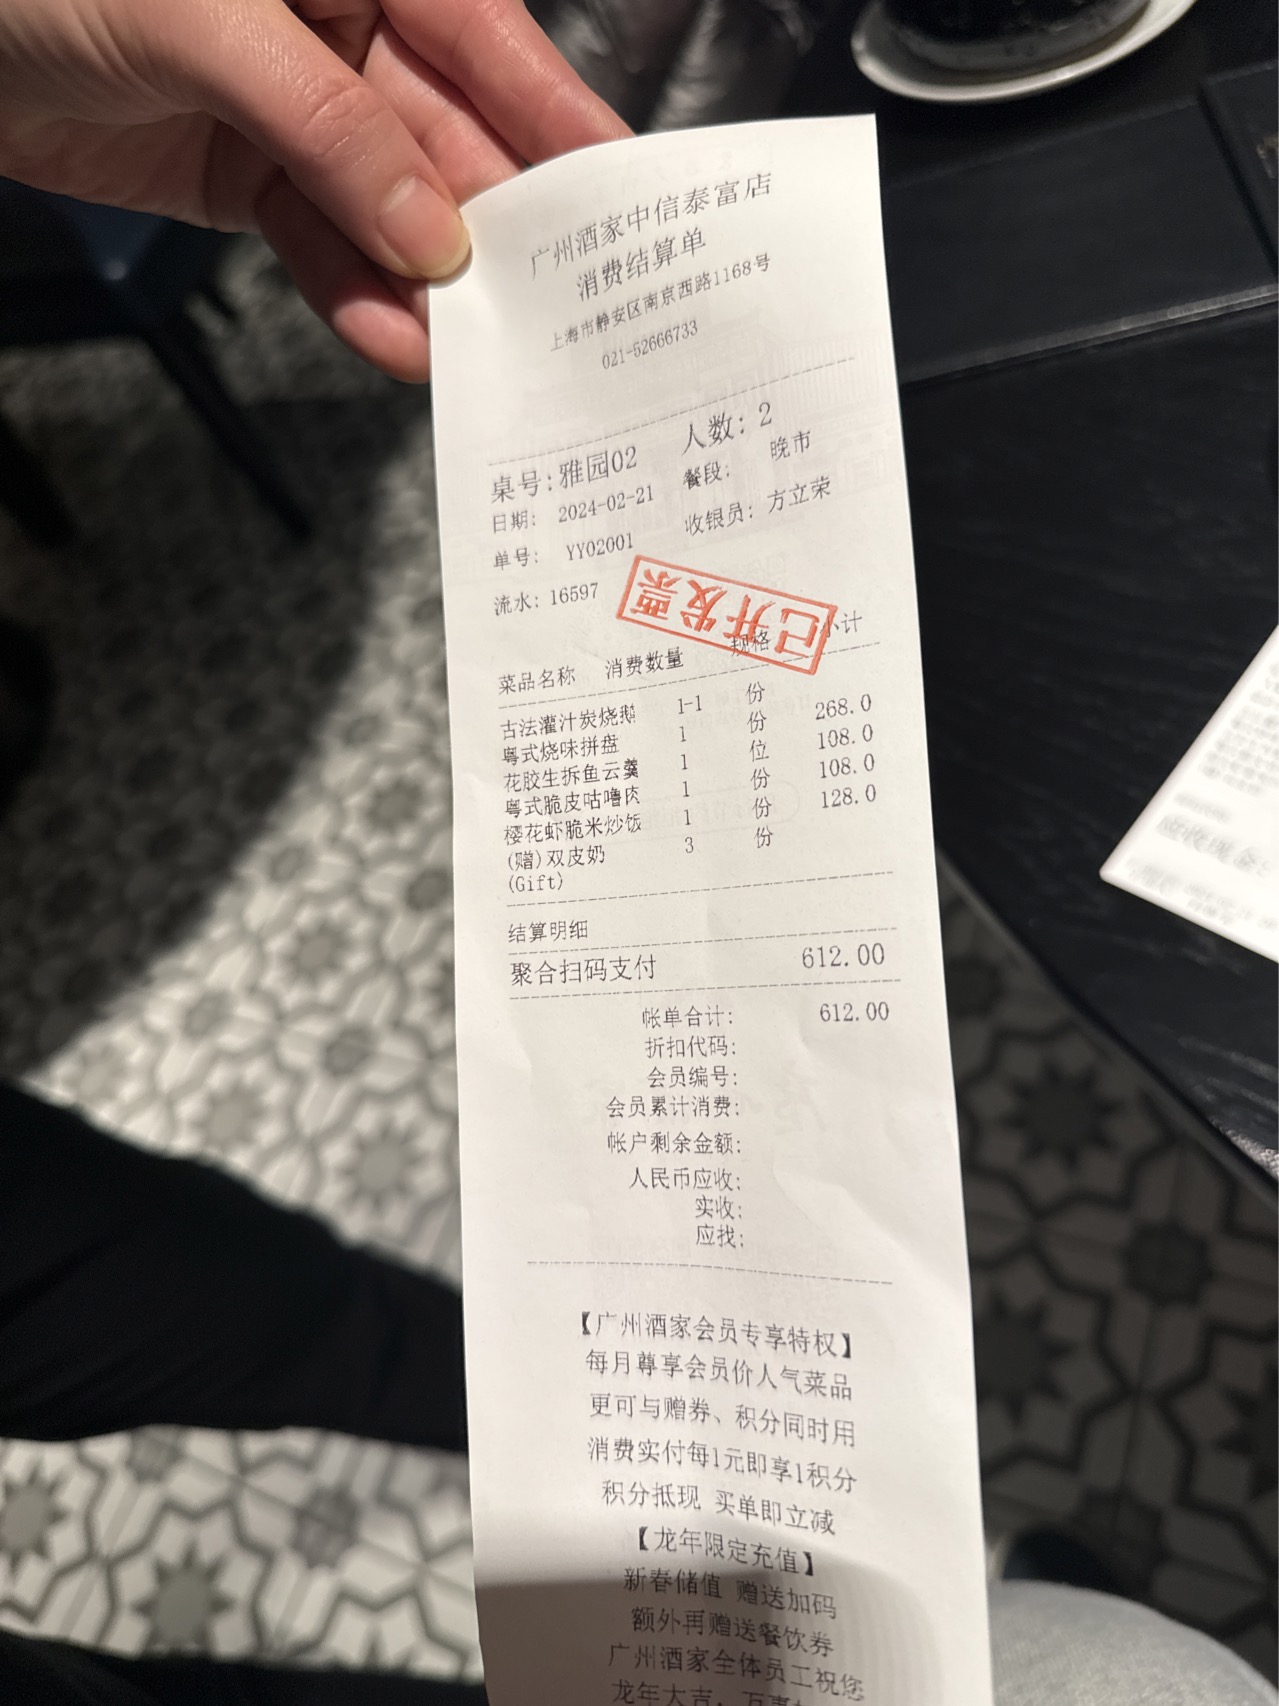 广州酒家中信泰富店
消费结算单
上海市静安区南京西路1168号
021-52666733
桌号:雅园02 人数: 2
日期: 2024-02-21 餐段: 晚市
单号: YY02001 收银员: 方立荣
流水: 16597
已开发票
菜品名称 消费数量 规格 小计
古法灌汁炭烧鹅 1-1 份
粤式烧味拼盘 1 份 268.0
花胶生拆鱼云羹 1 位 108.0
粤式脆皮咕噜肉 1 份 108.0
樱花虾脆米炒饭 1 份 128.0
(赠)双皮奶 3 份
(Gift)
结算明细
聚合扫码支付 612.00
帐单合计: 612.00
折扣代码:
会员编号:
会员累计消费:
帐户剩余金额:
人民币应收:
实收:
应找:
【广州酒家会员专享特权】
每月尊享会员价人气菜品
更可与赠券、积分同时用
消费实付每1元即享1积分
积分抵现 买单即立减
【龙年限定充值】
新春储值 赠送加码
额外再赠送餐饮券
广州酒家全体员工祝您
龙年大吉，万事